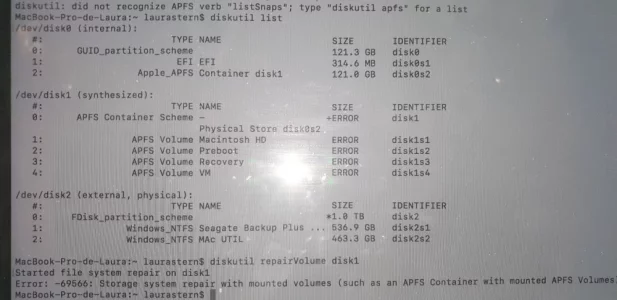 diskutil: did not recognize APFS verb "listSnaps"; type "diskutil apfs" for a list
MacBook-Pro-de-Laura:~ laurastern$ diskutil list
/dev/disk0 (internal):
#: TYPE NAME SIZE IDENTIFIER
0: GUID_partition_scheme 121.3 GB disk0
1: EFI EFI 314.6 MB disk0s1
2: Apple_APFS Container disk1 121.0 GB disk0s2
/dev/disk1 (synthesized):
#: TYPE NAME SIZE IDENTIFIER
0: APFS Container Scheme - +ERROR disk1
Physical Store disk0s2
1: APFS Volume Macintosh HD ERROR disk1s1
2: APFS Volume Preboot ERROR disk1s2
3: APFS Volume Recovery ERROR disk1s3
4: APFS Volume VM ERROR disk1s4
/dev/disk2 (external, physical):
#: TYPE NAME SIZE IDENTIFIER
0: FDisk_partition_scheme *1.0 TB disk2
1: Windows_NTFS Seagate Backup Plus ... 536.9 GB disk2s1
2: Windows_NTFS MAc UTIL 463.3 GB disk2s2
MacBook-Pro-de-Laura:~ laurastern$ diskutil repairVolume disk1
Started file system repair on disk1
Error: -69566: Storage system repair with mounted volumes (such as an APFS Container with mounted APFS Volumes)
MacBook-Pro-de-Laura:~ laurastern$